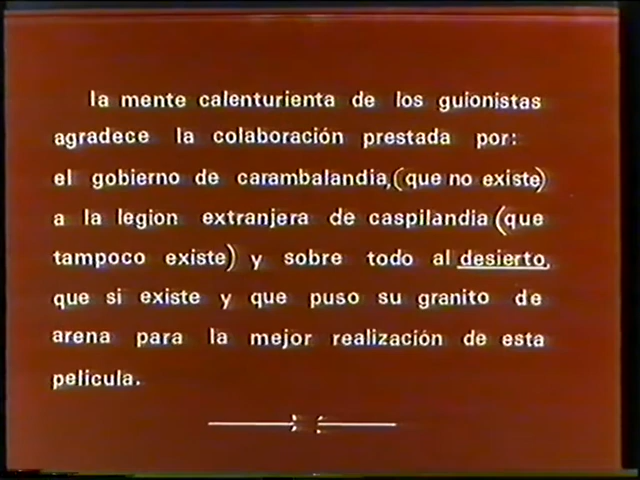 la mente calenturienta de los guionistas
agradece la colaboración prestada por:
el gobierno de carambalandia,(que no existe)
a la legion extranjera de caspilandia (que
tampoco existe) y sobre todo al desierto,
que si existe y que puso su granito de
arena para la mejor realización de esta
pelicula.